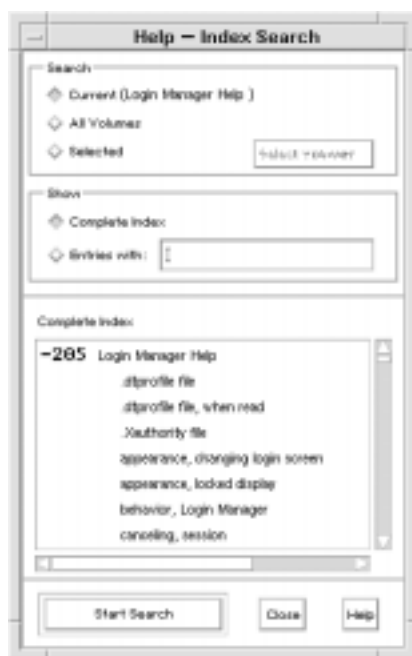 Help – Index Search
Search
Current (Login Manager Help )
All Volumes
Selected
Select Volumes
Show
Complete Index
Entries with:
Complete Index
-205 Login Manager Help
.dtprofile file
.dtprofile file, when read
.Xauthority file
appearance, changing login screen
appearance, locked display
behavior, Login Manager
canceling, session
Start Search
Close
Help